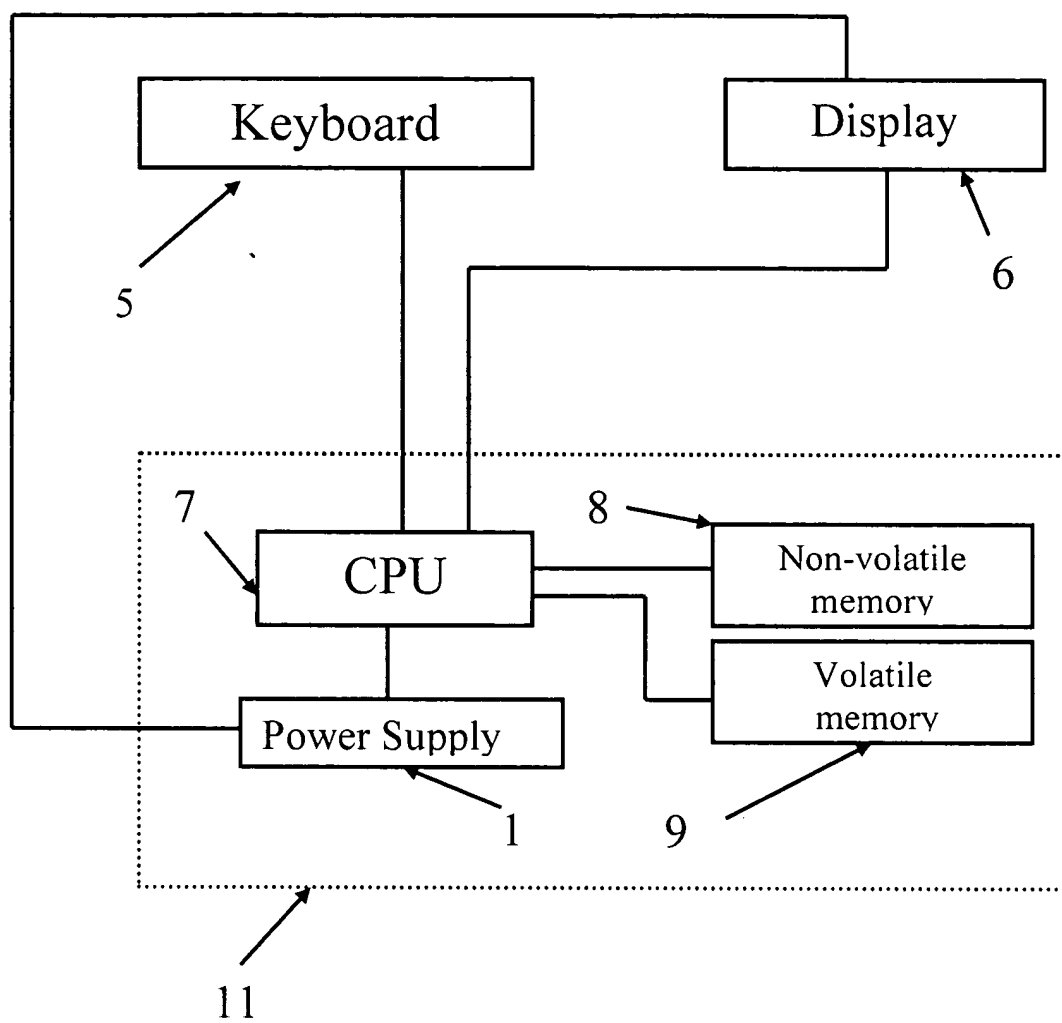 Keyboard
Display
5
6
7
8
CPU
Non-volatile
memory
Volatile
memory
Power Supply
1
9
11